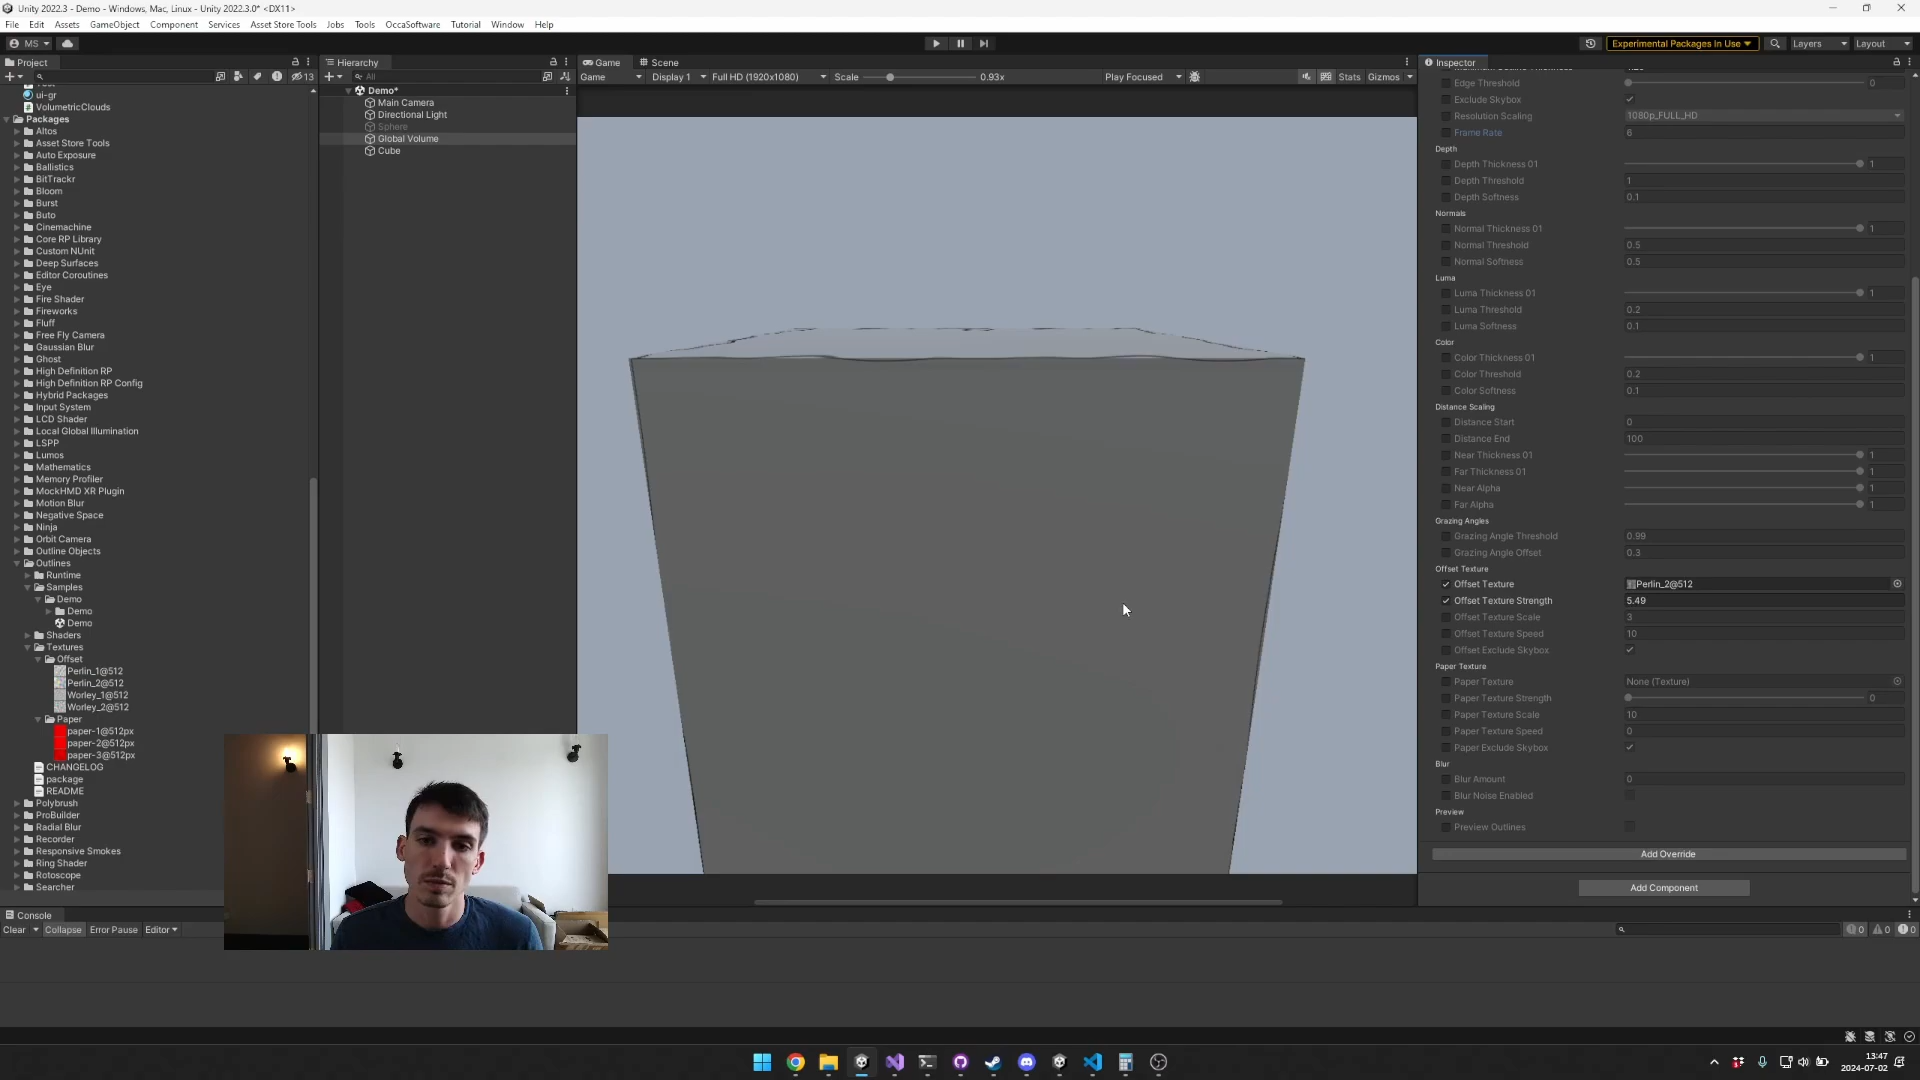 Unity 2022.3 - Demo - Windows, Mac, Linux - Unity 2022.3.0* <DX11>
File Edit Assets GameObject Component Services Asset Store Tools Jobs Tools OccaSoftware Tutorial Window Help
MS
Experimental Packages In Use
Layers
Layout
Project
13
ui-gr
VolumetricClouds
Packages
Altos
Asset Store Tools
Auto Exposure
Ballistics
BitTrackr
Bloom
Burst
Buto
Cinemachine
Core RP Library
Custom NUnit
Deep Surfaces
Editor Coroutines
Eye
Fire Shader
Fireworks
Fluff
Free Fly Camera
Gaussian Blur
Ghost
High Definition RP
High Definition RP Config
Hybrid Packages
Input System
LCD Shader
Local Global Illumination
LSPP
Lumos
Mathematics
Memory Profiler
MockHMD XR Plugin
Motion Blur
Negative Space
Ninja
Orbit Camera
Outline Objects
Outlines
Runtime
Samples
Demo
Demo
Demo
Shaders
Textures
Offset
Perlin_1@512
Perlin_2@512
Worley_1@512
Worley_2@512
Paper
paper-1@512px
paper-2@512px
paper-3@512px
CHANGELOG
package
README
Polybrush
ProBuilder
Radial Blur
Recorder
Responsive Smokes
Ring Shader
Rotoscope
Searcher
Hierarchy
All
Demo*
Main Camera
Directional Light
Sphere
Global Volume
Cube
Game Scene
Game Display 1 Full HD (1920x1080) Scale 0.93x Play Focused Stats Gizmos
Inspector
Edge Threshold 0
Exclude Skybox
Resolution Scaling 1080p_FULL_HD
Frame Rate 6
Depth
Depth Thickness 01 1
Depth Threshold 1
Depth Softness 0.1
Normals
Normal Thickness 01 1
Normal Threshold 0.5
Normal Softness 0.5
Luma
Luma Thickness 01 1
Luma Threshold 0.2
Luma Softness 0.1
Color
Color Thickness 01 1
Color Threshold 0.2
Color Softness 0.1
Distance Scaling
Distance Start 0
Distance End 100
Near Thickness 01 1
Far Thickness 01 1
Near Alpha 1
Far Alpha 1
Grazing Angles
Grazing Angle Threshold 0.99
Grazing Angle Offset 0.3
Offset Texture
Offset Texture Perlin_2@512
Offset Texture Strength 5.49
Offset Texture Scale 3
Offset Texture Speed 10
Offset Exclude Skybox
Paper Texture
Paper Texture None (Texture)
Paper Texture Strength 0
Paper Texture Scale 10
Paper Texture Speed 0
Paper Exclude Skybox
Blur
Blur Amount 0
Blur Noise Enabled
Preview
Preview Outlines
Add Override
Add Component
Console
Clear Collapse Error Pause Editor
0 0 0
13:47
2024-07-02